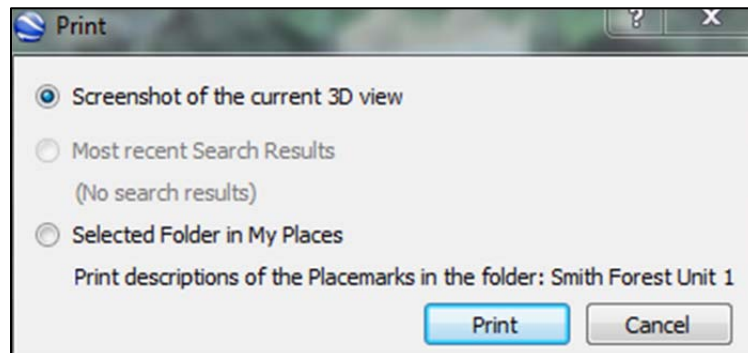 Print
? X
Screenshot of the current 3D view
Most recent Search Results
(No search results)
Selected Folder in My Places
Print descriptions of the Placemarks in the folder: Smith Forest Unit 1
Print Cancel